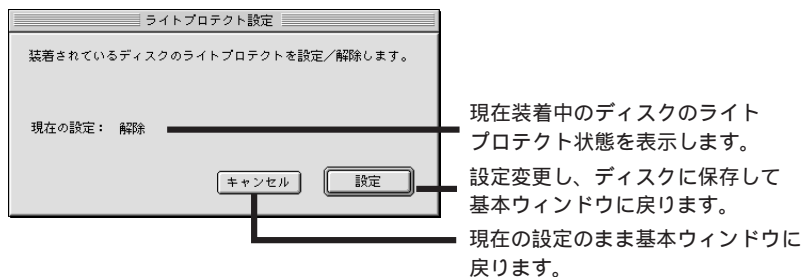 ライトプロテクト設定
装着されているディスクのライトプロテクトを設定／解除します。
現在の設定： 解除
キャンセル
設定
現在装着中のディスクのライト
プロテクト状態を表示します。
設定変更し、ディスクに保存して
基本ウィンドウに戻ります。
現在の設定のまま基本ウィンドウに
戻ります。